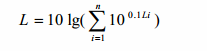 L = 10 lg(∑_{i=1}^{n} 10^{0.1Li})